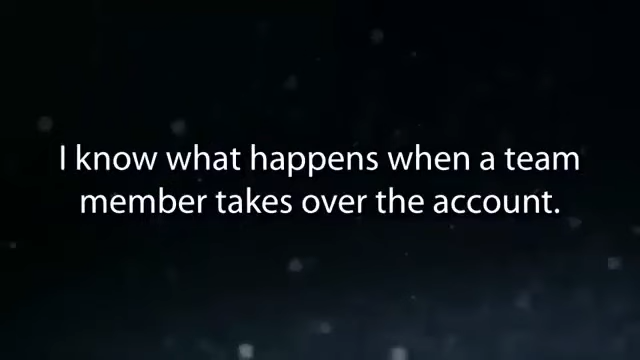 I know what happens when a team
member takes over the account.